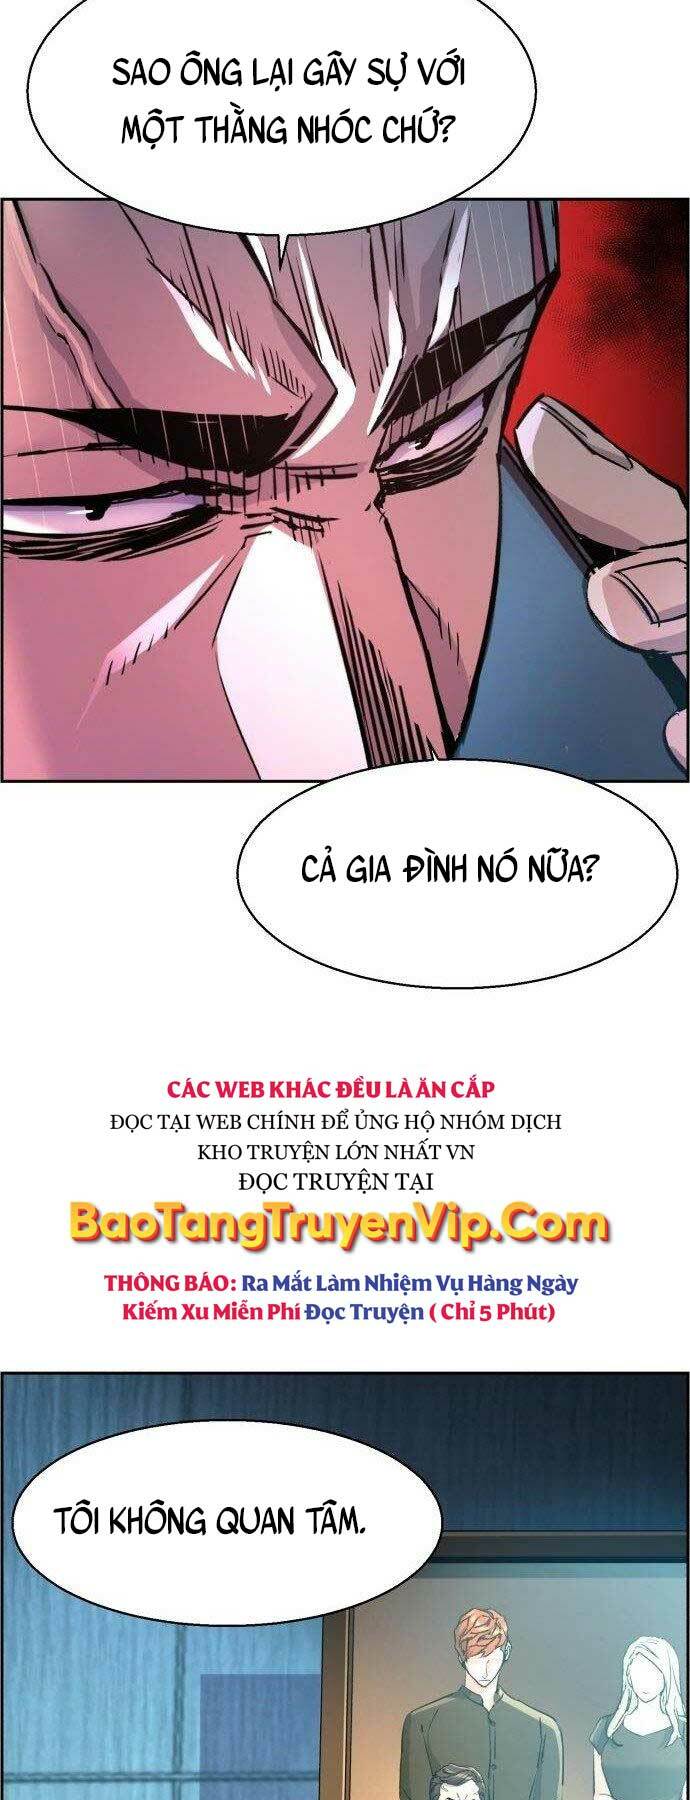 SAO ÔNG LẠI GÂY SỰ VỚI
MỘT THẰNG NHÓC CHỨ?
CẢ GIA ĐÌNH NÓ NỮA?
CÁC WEB KHÁC ĐỀU LÀ ĂN CẮP
ĐỌC TẠI WEB CHÍNH ĐỂ ỦNG HỘ NHÓM DỊCH
KHO TRUYỆN LỚN NHẤT VN
ĐỌC TRUYỆN TẠI
BaoTangTruyenVip.Com
THÔNG BÁO: Ra Mắt Làm Nhiệm Vụ Hàng Ngày
Kiếm Xu Miễn Phí Đọc Truyện ( Chỉ 5 Phút)
TÔI KHÔNG QUAN TÂM.